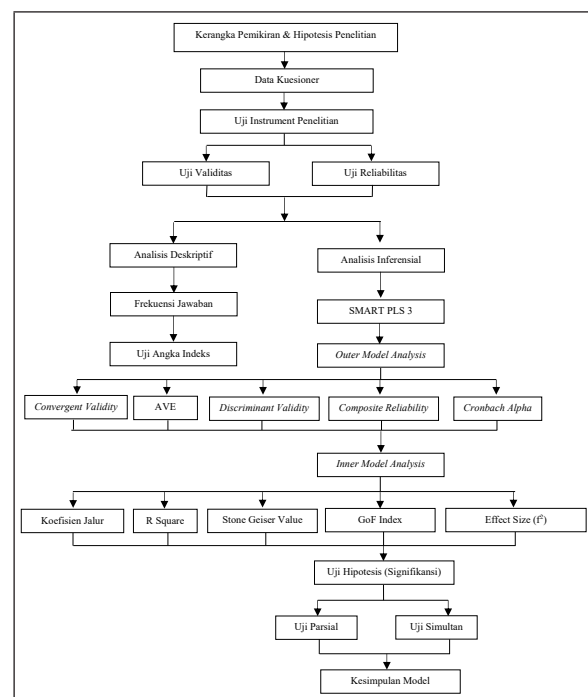 Kerangka Pemikiran & Hipotesis Penelitian
Data Kuesioner
Uji Instrument Penelitian
Uji Validitas
Uji Reliabilitas
Analisis Deskriptif
Analisis Inferensial
Frekuensi Jawaban
SMART PLS 3
Uji Angka Indeks
Outer Model Analysis
Convergent Validity
AVE
Discriminant Validity
Composite Reliability
Cronbach Alpha
Inner Model Analysis
Koefisien Jalur
R Square
Stone Geiser Value
GoF Index
Effect Size (f²)
Uji Hipotesis (Signifikansi)
Uji Parsial
Uji Simultan
Kesimpulan Model